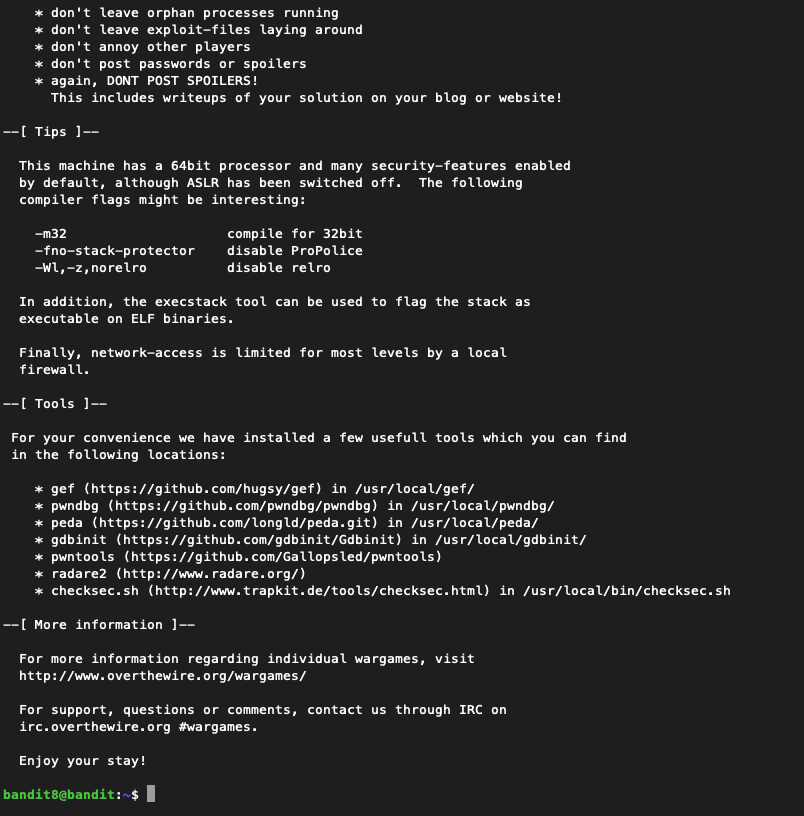 * don't leave orphan processes running
* don't leave exploit-files laying around
* don't annoy other players
* don't post passwords or spoilers
* again, DONT POST SPOILERS!
This includes writeups of your solution on your blog or website!
--[ Tips ]--
This machine has a 64bit processor and many security-features enabled
by default, although ASLR has been switched off.  The following
compiler flags might be interesting:
-m32                    compile for 32bit
-fno-stack-protector    disable ProPolice
-Wl,-z,norelro          disable relro
In addition, the execstack tool can be used to flag the stack as
executable on ELF binaries.
Finally, network-access is limited for most levels by a local
firewall.
--[ Tools ]--
For your convenience we have installed a few usefull tools which you can find
in the following locations:
* gef (https://github.com/hugsy/gef) in /usr/local/gef/
* pwndbg (https://github.com/pwndbg/pwndbg) in /usr/local/pwndbg/
* peda (https://github.com/longld/peda.git) in /usr/local/peda/
* gdbinit (https://github.com/gdbinit/Gdbinit) in /usr/local/gdbinit/
* pwntools (https://github.com/Gallopsled/pwntools)
* radare2 (http://www.radare.org/)
* checksec.sh (http://www.trapkit.de/tools/checksec.html) in /usr/local/bin/checksec.sh
--[ More information ]--
For more information regarding individual wargames, visit
http://www.overthewire.org/wargames/
For support, questions or comments, contact us through IRC on
irc.overthewire.org #wargames.
Enjoy your stay!
bandit8@bandit:~$